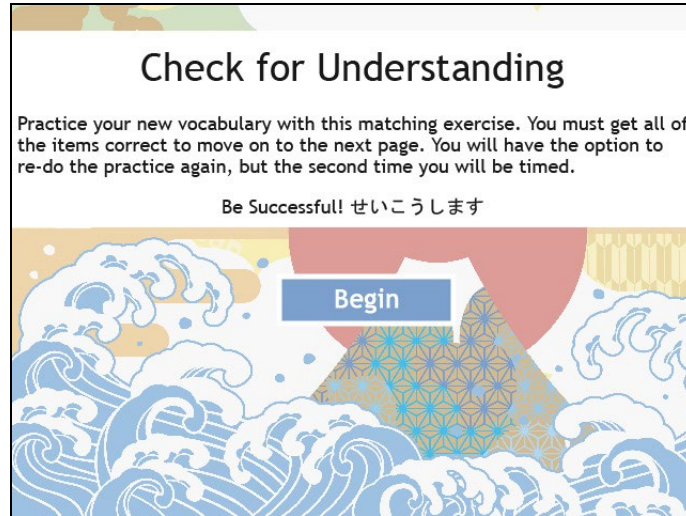 Check for Understanding
Practice your new vocabulary with this matching exercise. You must get all of
the items correct to move on to the next page. You will have the option to
re-do the practice again, but the second time you will be timed.
Be Successful! せいこうします
Begin